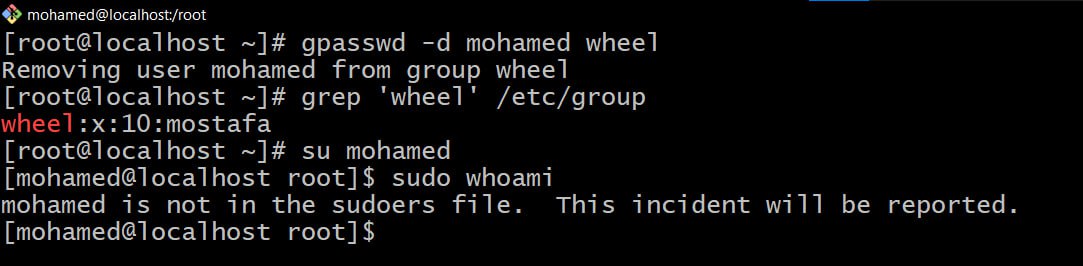 mohamed@localhost:/root
[root@localhost ~]# gpasswd -d mohamed wheel
Removing user mohamed from group wheel
[root@localhost ~]# grep 'wheel' /etc/group
wheel:x:10:mostafa
[root@localhost ~]# su mohamed
[mohamed@localhost root]$ sudo whoami
mohamed is not in the sudoers file.  This incident will be reported.
[mohamed@localhost root]$